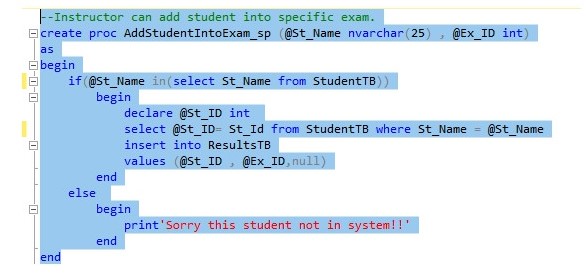 --Instructor can add student into specific exam.
create proc AddStudentIntoExam_sp (@St_Name nvarchar(25) , @Ex_ID int)
as
begin
if(@St_Name in(select St_Name from StudentTB))
begin
declare @St_ID int
select @St_ID= St_Id from StudentTB where St_Name = @St_Name
insert into ResultsTB
values (@St_ID , @Ex_ID,null)
end
else
begin
print'Sorry this student not in system!!'
end
end